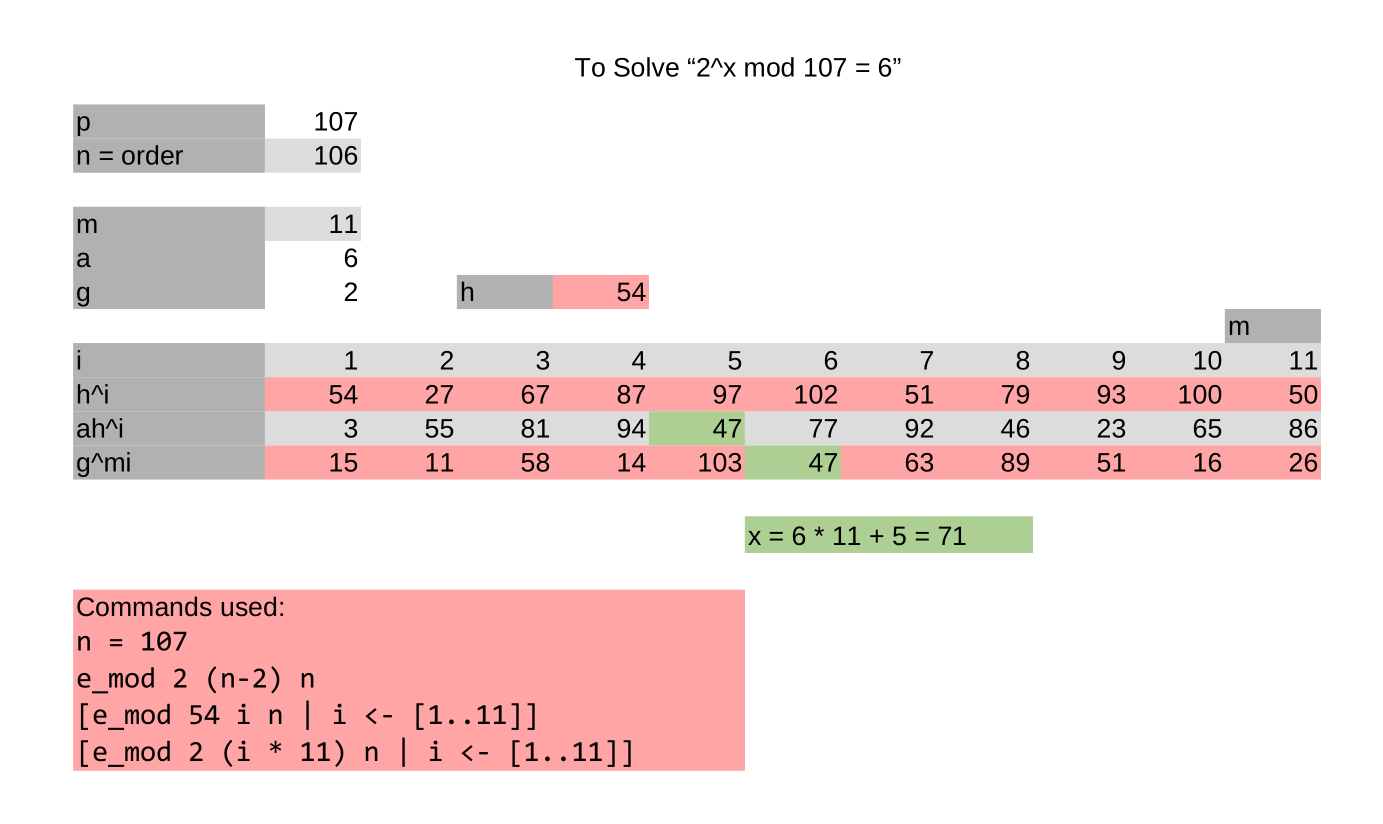 To Solve “2^x mod 107 = 6”
p 107
n = order 106
m 11
a 6
g 2 h 54
m
i 1 2 3 4 5 6 7 8 9 10 11
h^i 54 27 67 87 97 102 51 79 93 100 50
ah^i 3 55 81 94 47 77 92 46 23 65 86
g^mi 15 11 58 14 103 47 63 89 51 16 26
x = 6 * 11 + 5 = 71
Commands used:
n = 107
e_mod 2 (n-2) n
[e_mod 54 i n | i <- [1..11]]
[e_mod 2 (i * 11) n | i <- [1..11]]